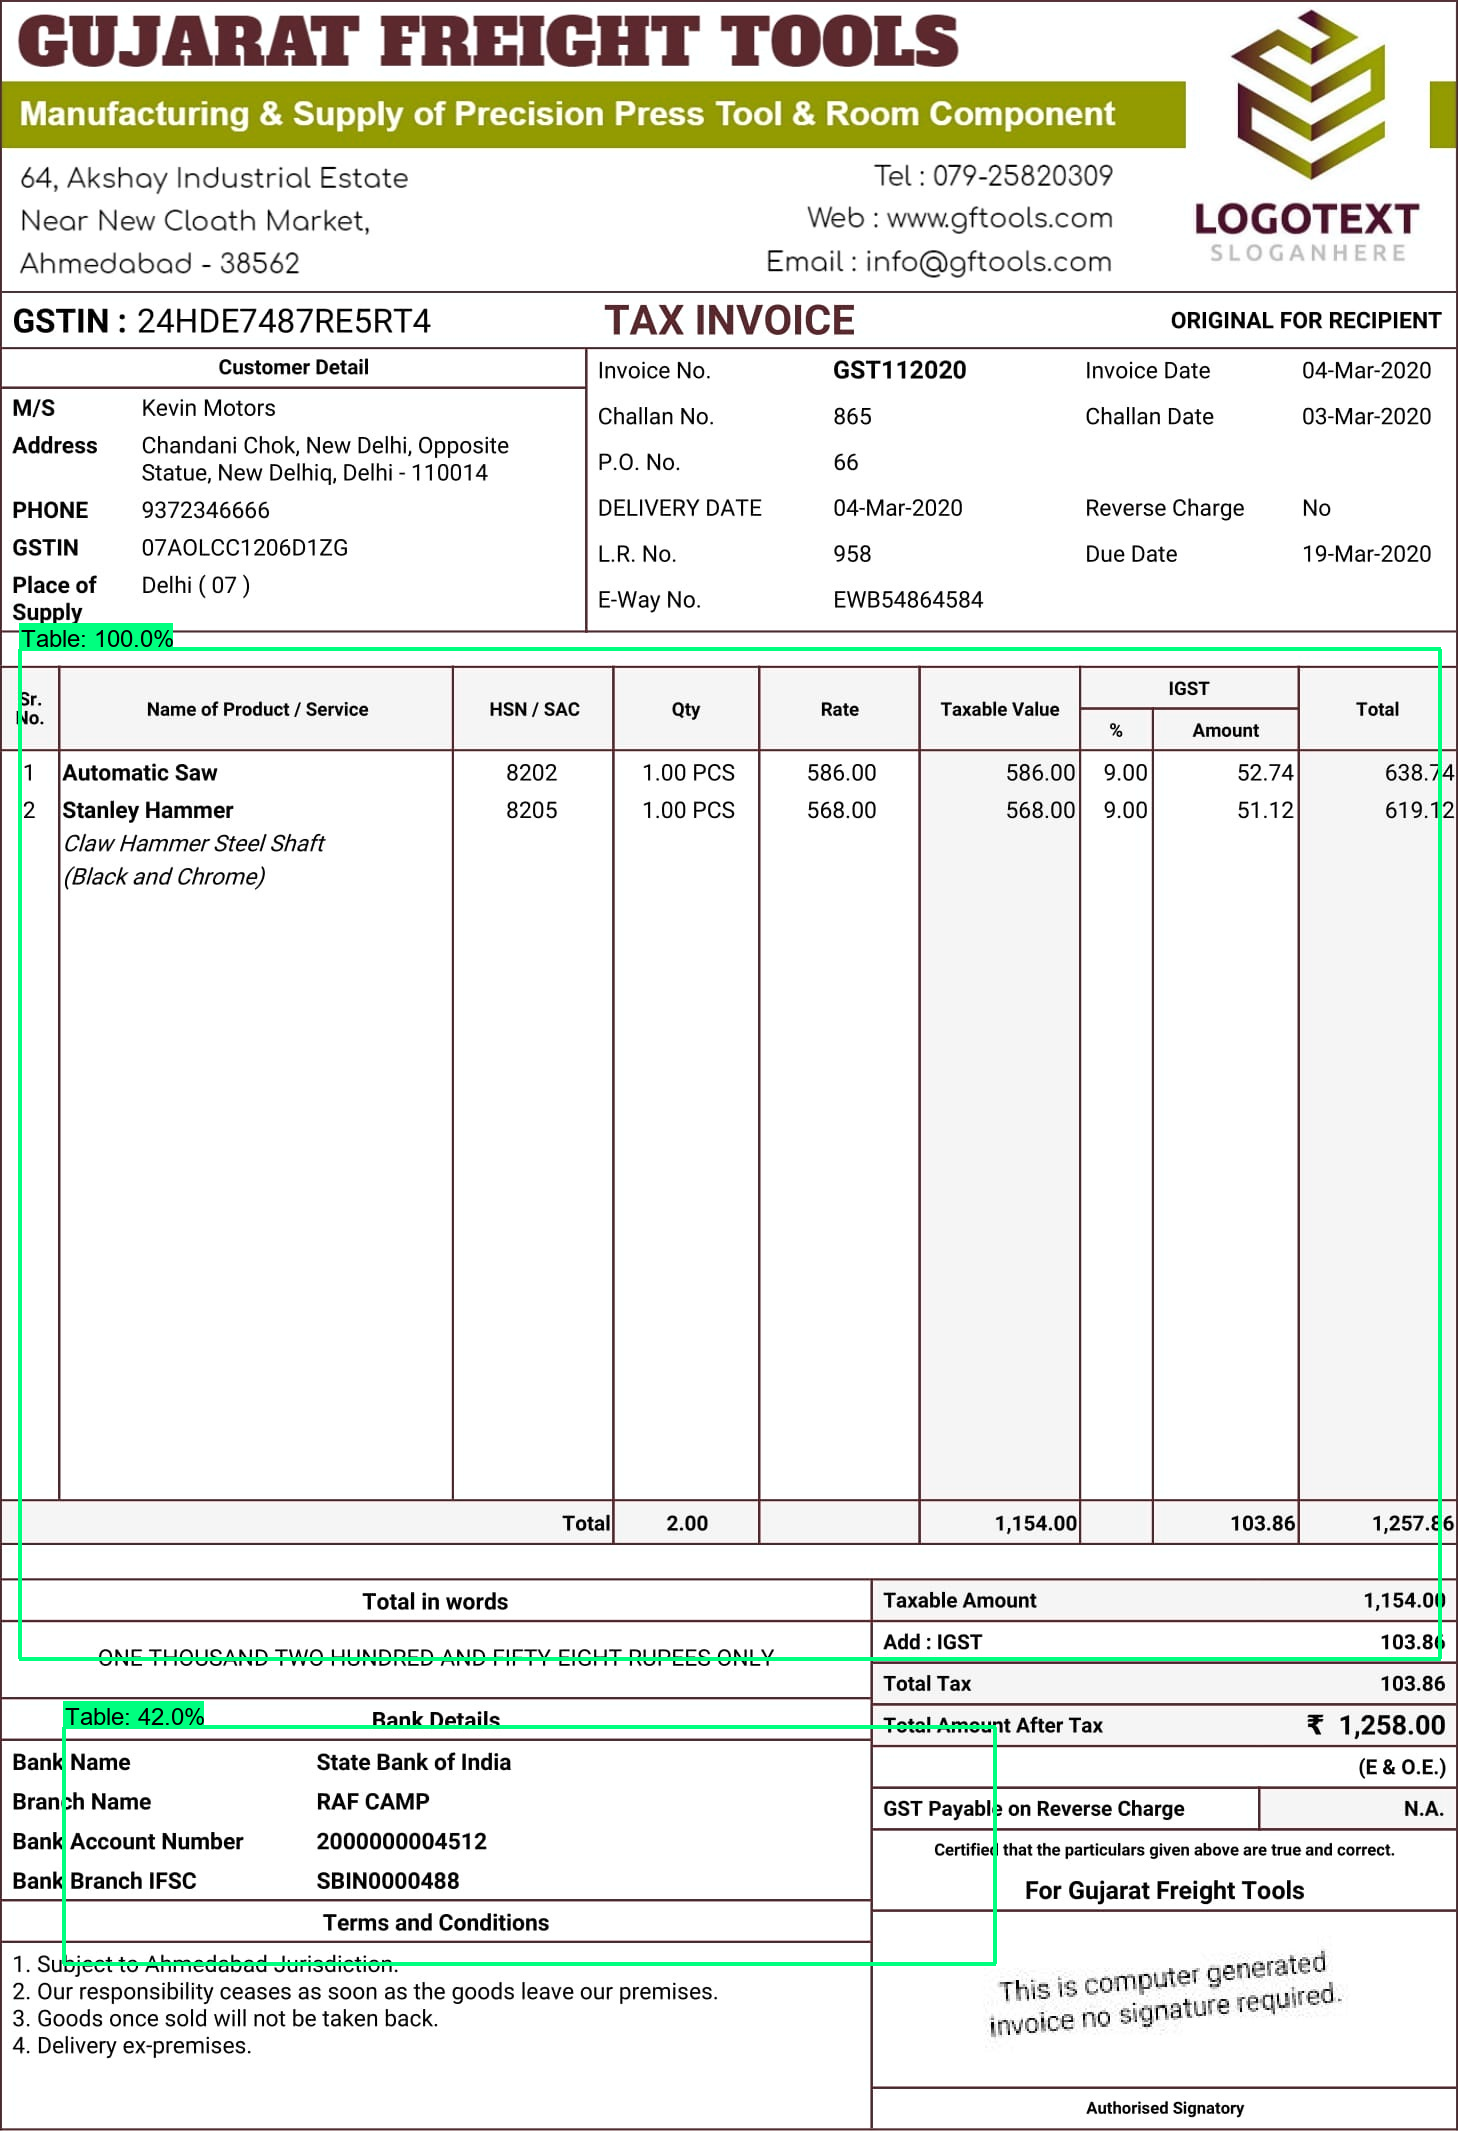 GUJARAT FREIGHT TOOLS
Manufacturing & Supply of Precision Press Tool & Room Component
64, Akshay Industrial Estate
Near New Cloath Market,
Ahmedabad - 38562
Tel : 079-25820309
Web : www.gftools.com
Email : info@gftools.com
LOGOTEXT
SLOGANHERE
GSTIN : 24HDE7487RE5RT4 TAX INVOICE ORIGINAL FOR RECIPIENT
Customer Detail
M/S Kevin Motors
Address Chandani Chok, New Delhi, Opposite
Statue, New Delhiq, Delhi - 110014
PHONE 9372346666
GSTIN 07AOLCC1206D1ZG
Place of Delhi ( 07 )
Supply
Invoice No. GST112020 Invoice Date 04-Mar-2020
Challan No. 865 Challan Date 03-Mar-2020
P.O. No. 66
DELIVERY DATE 04-Mar-2020 Reverse Charge No
L.R. No. 958 Due Date 19-Mar-2020
E-Way No. EWB54864584
Table: 100.0%
Sr. No. Name of Product / Service HSN / SAC Qty Rate Taxable Value IGST Total
% Amount
1 Automatic Saw 8202 1.00 PCS 586.00 586.00 9.00 52.74 638.74
2 Stanley Hammer 8205 1.00 PCS 568.00 568.00 9.00 51.12 619.12
Claw Hammer Steel Shaft
(Black and Chrome)
Total 2.00 1,154.00 103.86 1,257.86
Total in words
ONE THOUSAND TWO HUNDRED AND FIFTY EIGHT RUPEES ONLY
Table: 42.0%
Bank Details
Bank Name State Bank of India
Branch Name RAF CAMP
Bank Account Number 2000000004512
Bank Branch IFSC SBIN0000488
Terms and Conditions
1. Subject to Ahmedabad Jurisdiction.
2. Our responsibility ceases as soon as the goods leave our premises.
3. Goods once sold will not be taken back.
4. Delivery ex-premises.
Taxable Amount 1,154.00
Add : IGST 103.86
Total Tax 103.86
Total Amount After Tax ₹ 1,258.00
(E & O.E.)
GST Payable on Reverse Charge N.A.
Certified that the particulars given above are true and correct.
For Gujarat Freight Tools
This is computer generated
invoice no signature required.
Authorised Signatory